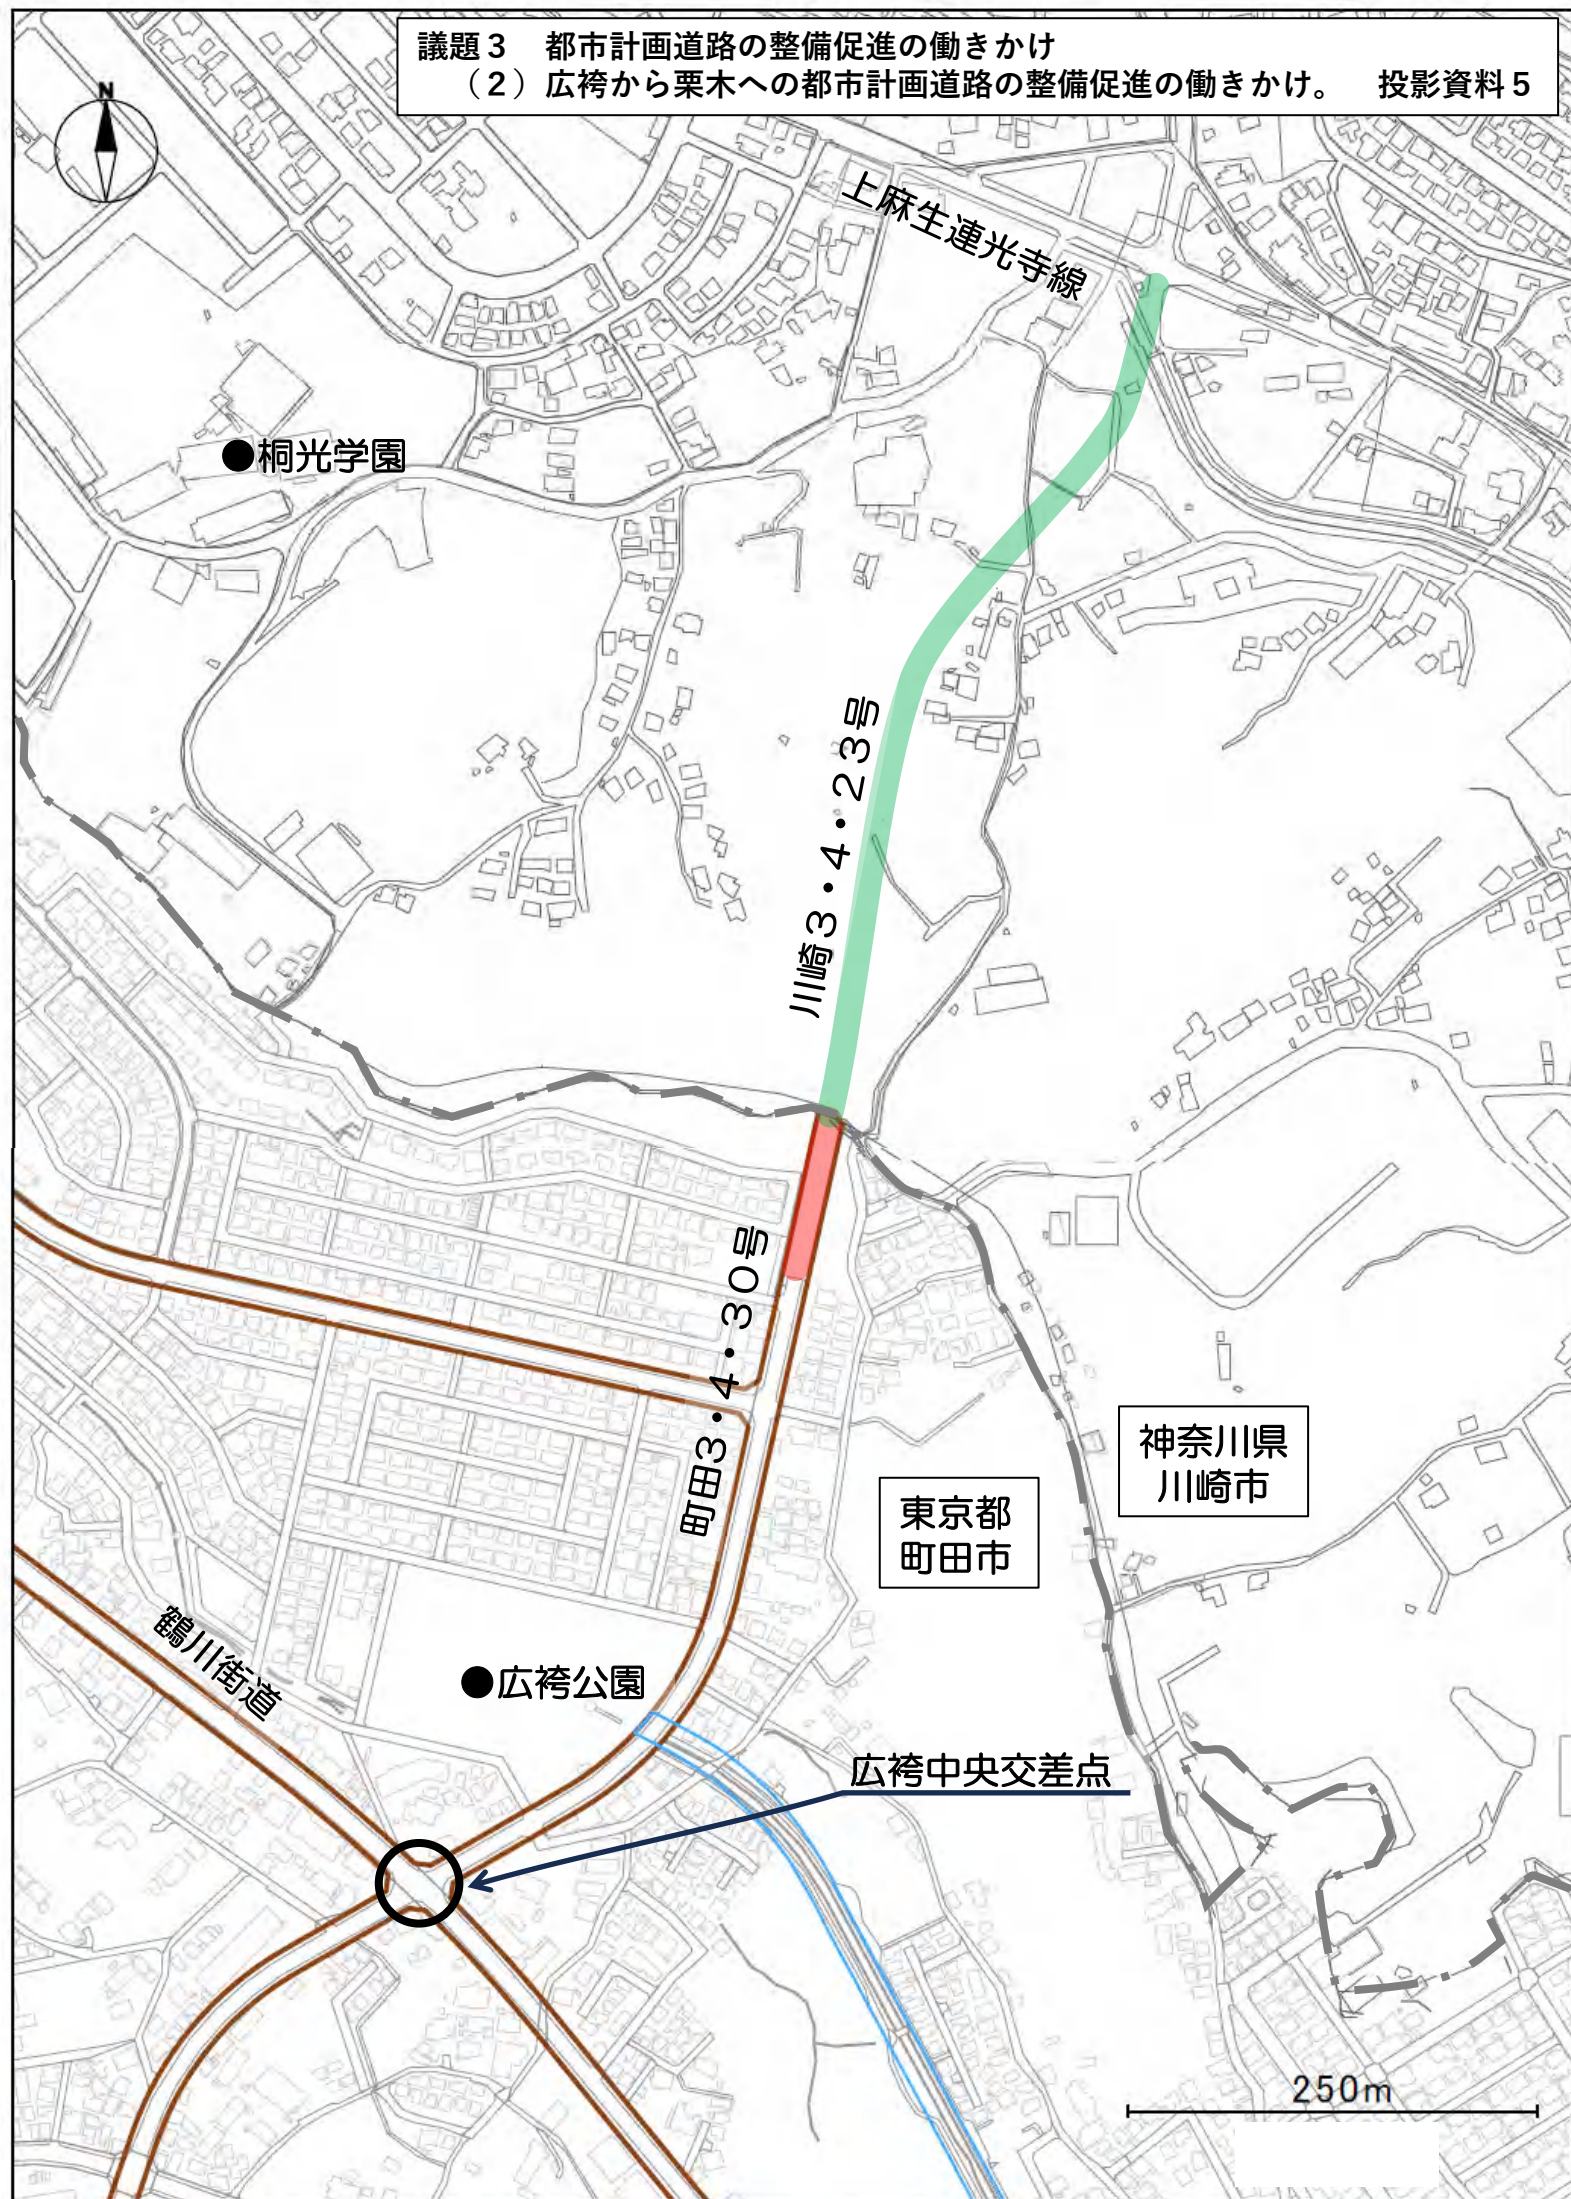 議題３　都市計画道路の整備促進の働きかけ
（２）広袴から栗木への都市計画道路の整備促進の働きかけ。　投影資料５
N
上麻生連光寺線
●桐光学園
川崎３・４・２３号
町田３・４・３０号
神奈川県
川崎市
東京都
町田市
鶴川街道
●広袴公園
広袴中央交差点
250m